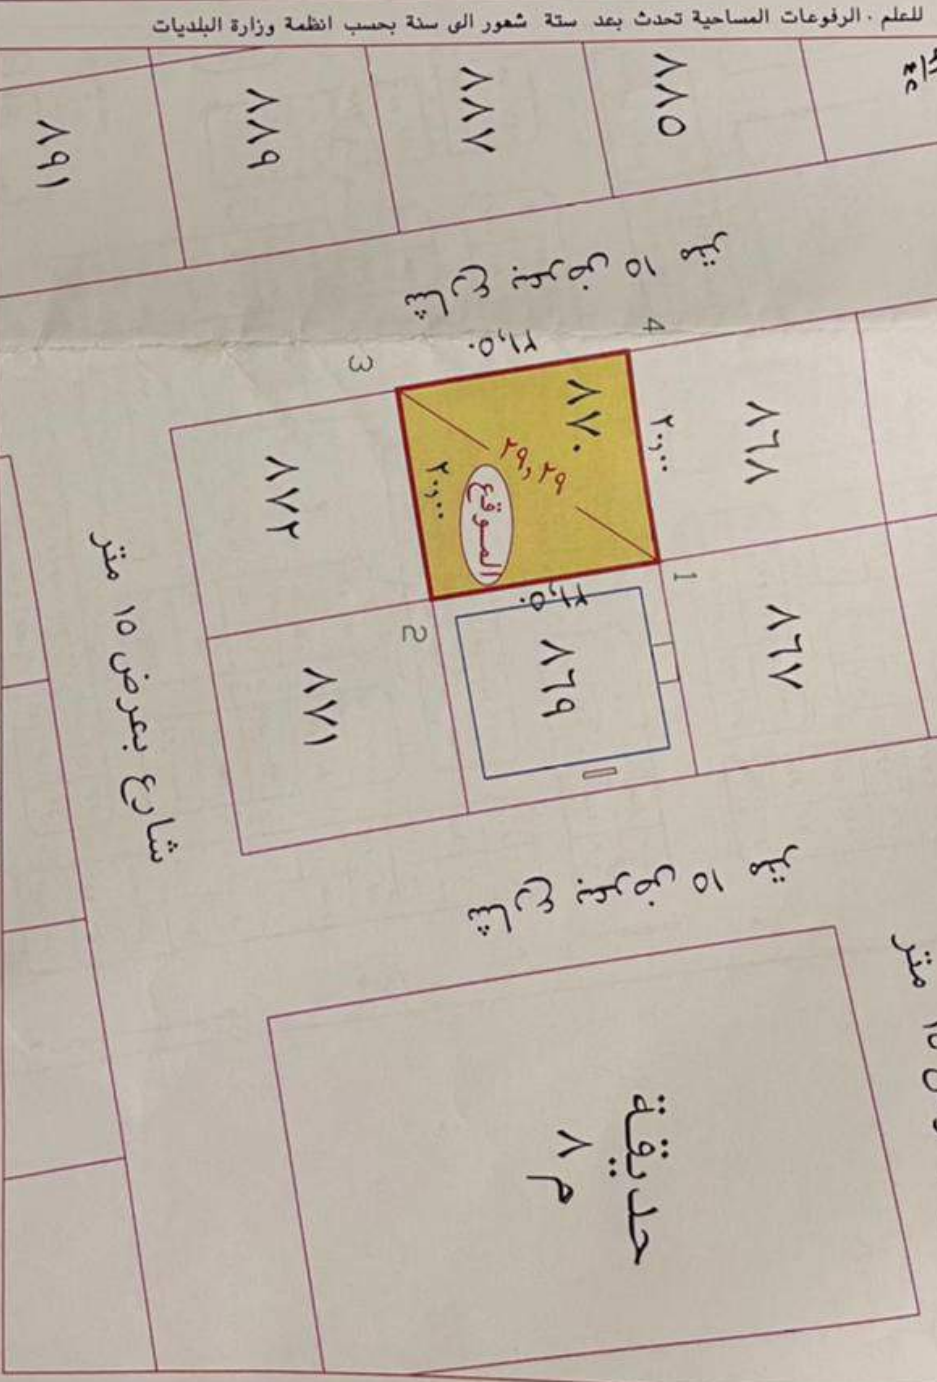 للعلم . الرفوعات المساحية تحدث بعد ستة شهور الى سنة بحسب انظمة وزارة البلديات
٨٨٥
٨٨٧
٨٨٩
٨٩١
شارع بعرض ١٥ متر
4
٢١,٥٠
3
٨٦٨
٢٠,٠٠
٨٧٠
٢٩,٢٩
٢٠,٠٠
الموقع
٨٧٢
1
٢١,٥٠
2
٨٦٧
٨٦٩
٨٧١
شارع بعرض ١٥ متر
شارع بعرض ١٥ متر
متر
حديقة
م ٨